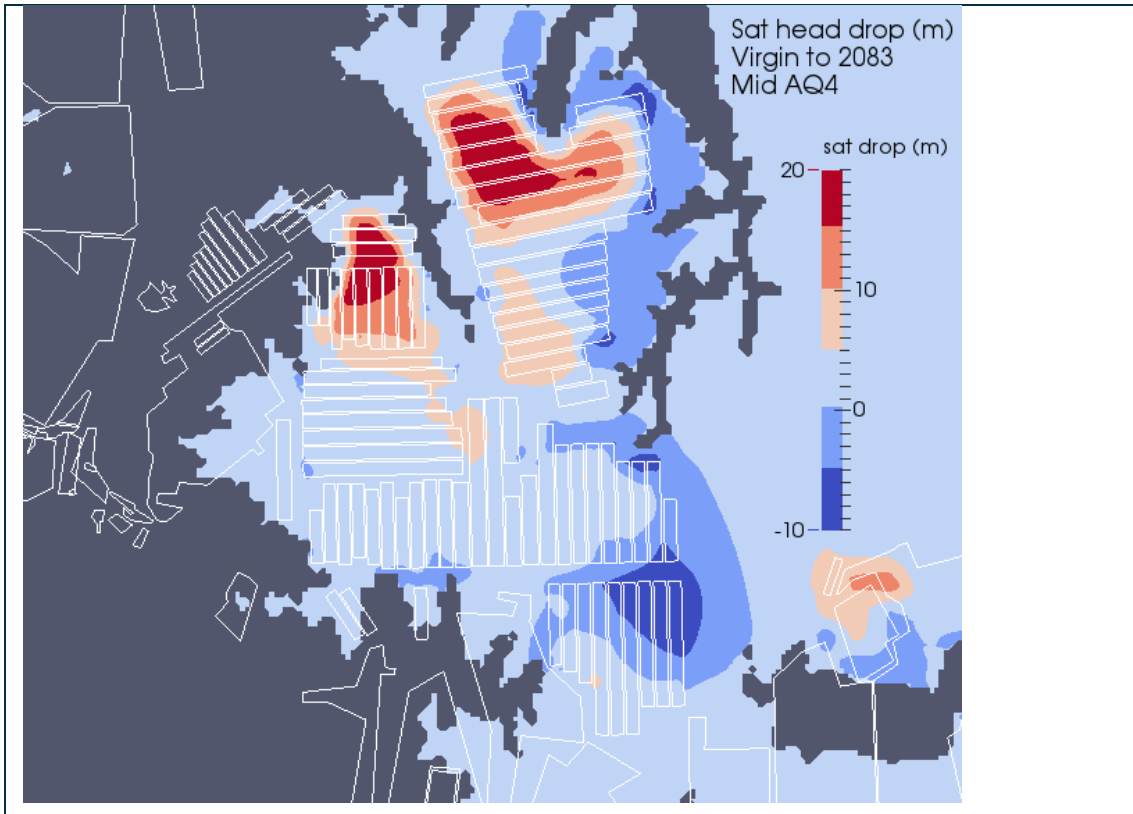 Sat head drop (m)
Virgin to 2083
Mid AQ4
sat drop (m)
20
10
0
-10